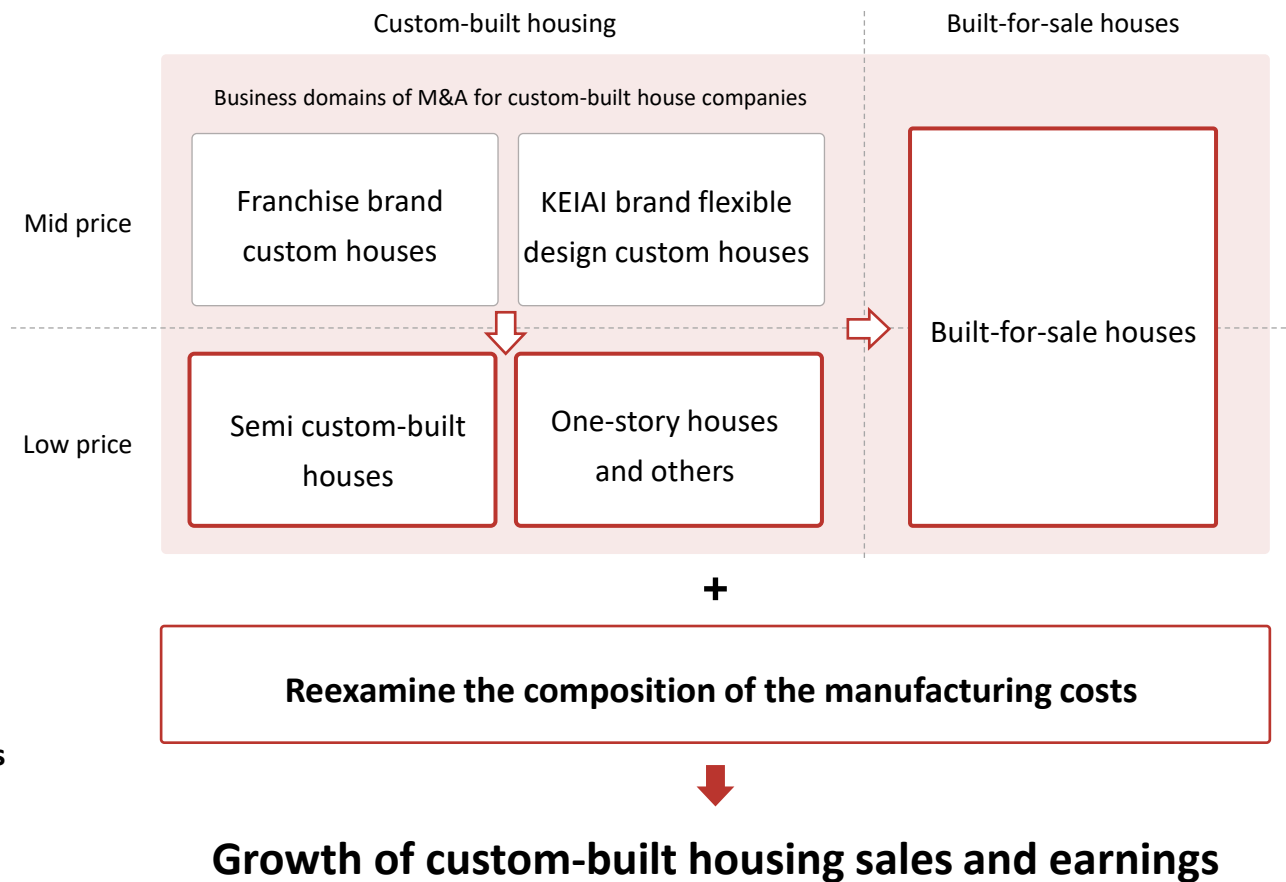 Custom-built housing
Built-for-sale houses
Business domains of M&A for custom-built house companies
Mid price
Franchise brand
custom houses
KEIAI brand flexible
design custom houses
Built-for-sale houses
Low price
Semi custom-built
houses
One-story houses
and others
+
Reexamine the composition of the manufacturing costs
s
Growth of custom-built housing sales and earnings